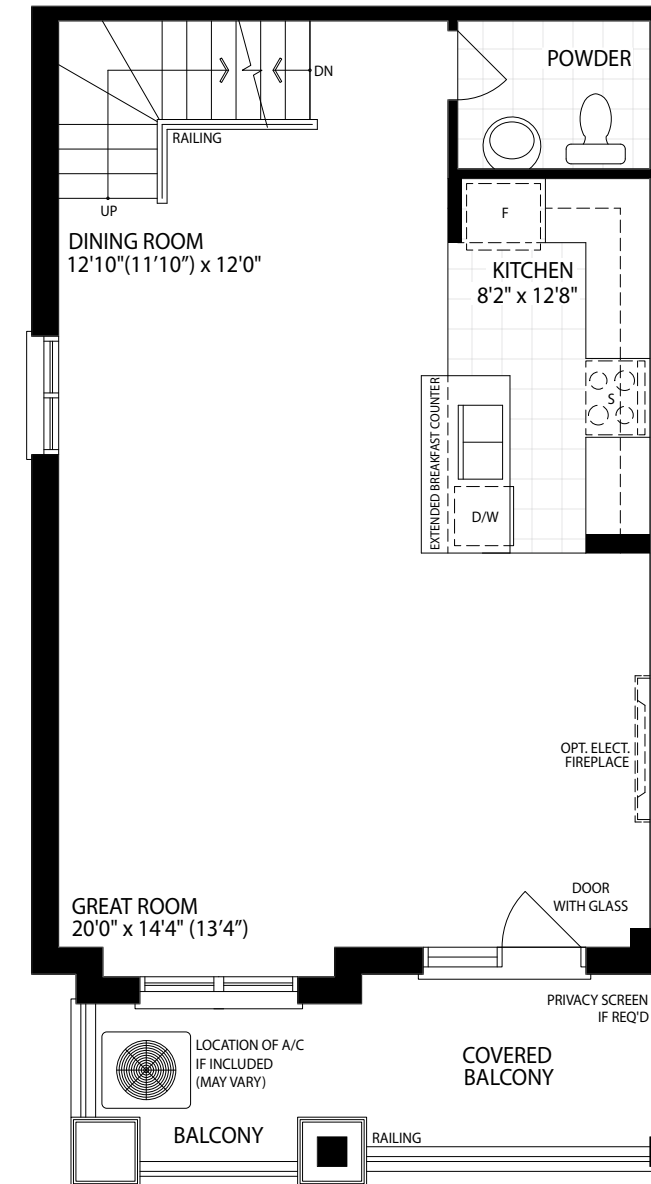 POWDER
DN
RAILING
UP
DINING ROOM
12'10"(11'10") x 12'0"
F
KITCHEN
8'2" x 12'8"
S
EXTENDED BREAKFAST COUNTER
D/W
OPT. ELECT.
FIREPLACE
DOOR
WITH GLASS
GREAT ROOM
20'0" x 14'4" (13'4")
PRIVACY SCREEN
IF REQ'D
LOCATION OF A/C
IF INCLUDED
(MAY VARY)
COVERED
BALCONY
BALCONY
RAILING